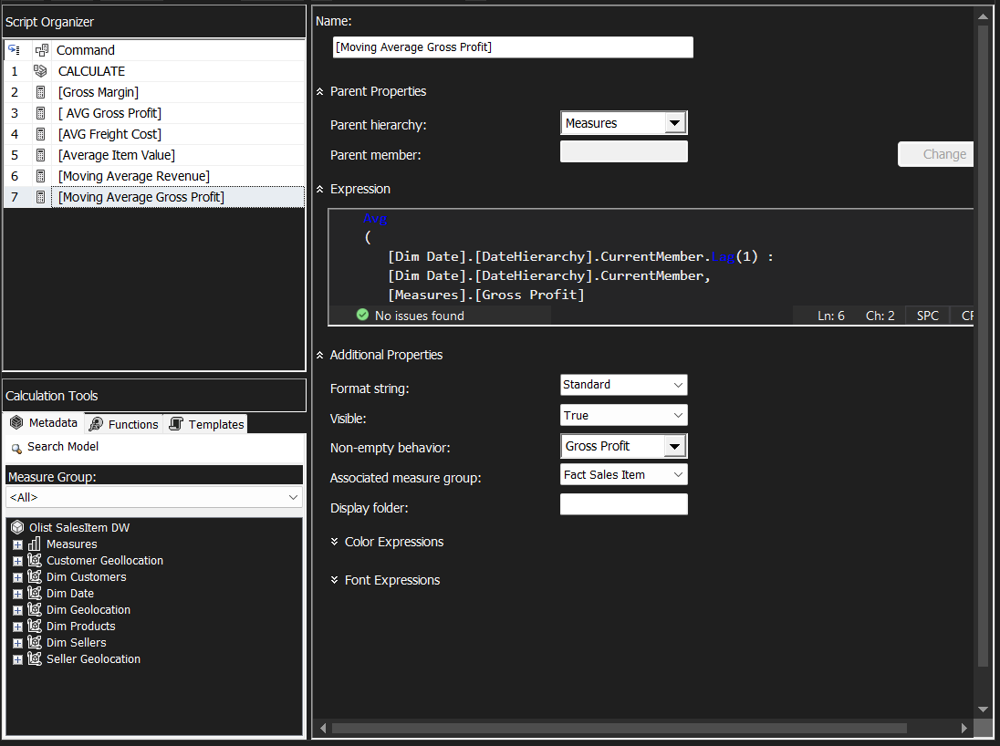 Script Organizer
Command
1 CALCULATE
2 [Gross Margin]
3 [ AVG Gross Profit]
4 [AVG Freight Cost]
5 [Average Item Value]
6 [Moving Average Revenue]
7 [Moving Average Gross Profit]
Calculation Tools
Metadata Functions Templates
Search Model
Measure Group:
<All>
Olist SalesItem DW
Measures
Customer Geollocation
Dim Customers
Dim Date
Dim Geolocation
Dim Products
Dim Sellers
Seller Geolocation
Name:
[Moving Average Gross Profit]
Parent Properties
Parent hierarchy: Measures
Parent member: Change
Expression
Avg
(
[Dim Date].[DateHierarchy].CurrentMember.Lag(1) :
[Dim Date].[DateHierarchy].CurrentMember,
[Measures].[Gross Profit]
No issues found Ln: 6 Ch: 2 SPC
Additional Properties
Format string: Standard
Visible: True
Non-empty behavior: Gross Profit
Associated measure group: Fact Sales Item
Display folder:
Color Expressions
Font Expressions